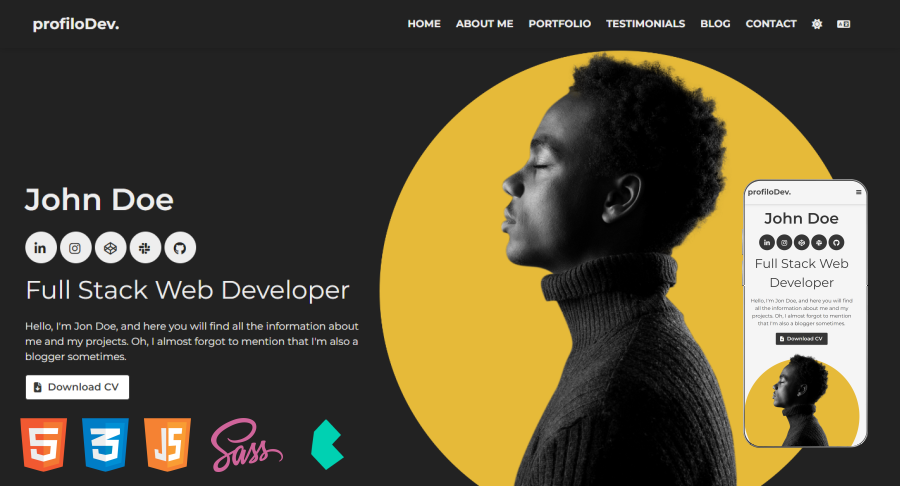 profiloDev.
HOME ABOUT ME PORTFOLIO TESTIMONIALS BLOG CONTACT
John Doe
in
Full Stack Web Developer
Hello, I'm Jon Doe, and here you will find all the information about
me and my projects. Oh, I almost forgot to mention that I'm also a
blogger sometimes.
Download CV
5
3
JS
Sass
profiloDev.
John Doe
in
Full Stack Web
Developer
Hello, I'm Jon Doe, and here you will find
all the information about me and my
projects. Oh, I almost forgot to mention
that I'm also a blogger sometimes.
Download CV